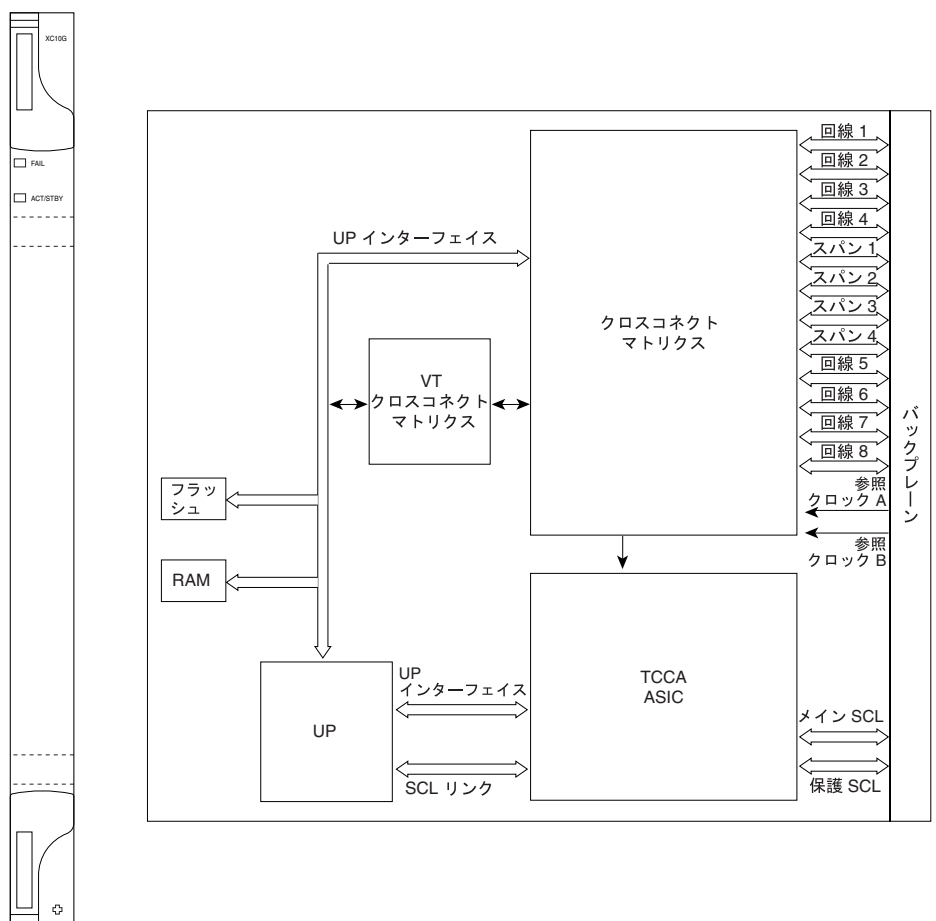 XC10G
FAIL
ACT/STBY
UP インターフェイス
VT
クロスコネクト
マトリクス
フラッ
シュ
RAM
UP
UP
インターフェイス
SCL リンク
クロスコネクト
マトリクス
TCCA
ASIC
回線 1
回線 2
回線 3
回線 4
スパン 1
スパン 2
スパン 3
スパン 4
回線 5
回線 6
回線 7
回線 8
参照
クロック A
参照
クロック B
メイン SCL
保護 SCL
バックプレーン